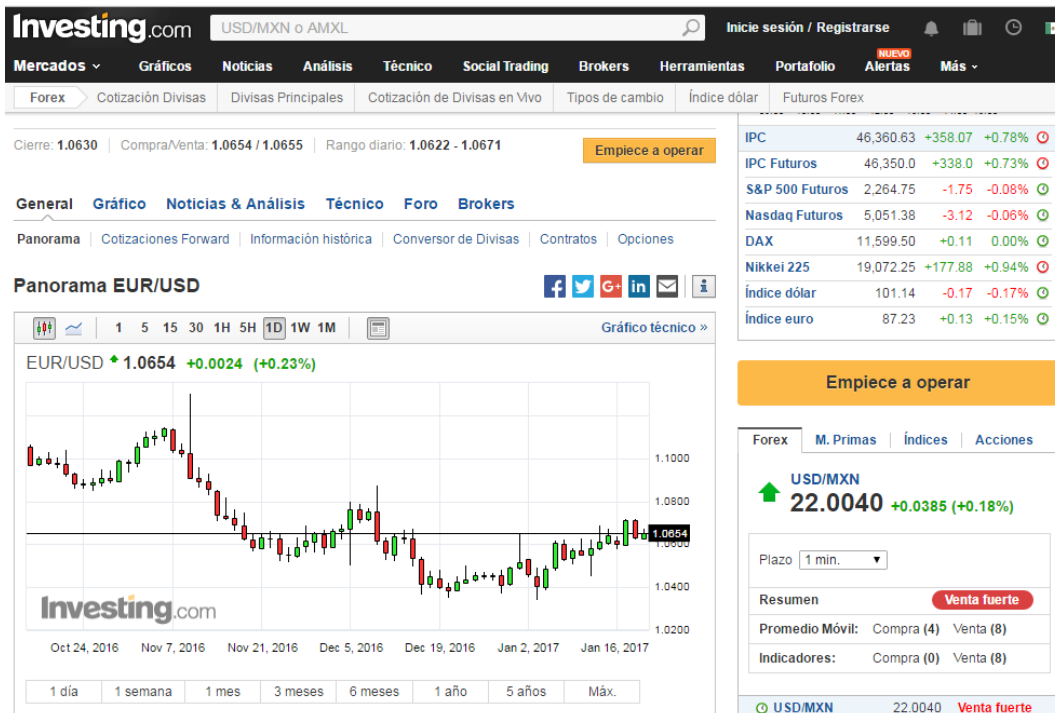 Investing.com USD/MXN o AMXL Inicie sesión / Registrarse
NUEVO
Mercados Gráficos Noticias Análisis Técnico Social Trading Brokers Herramientas Portafolio Alertas Más
Forex Cotización Divisas Divisas Principales Cotización de Divisas en Vivo Tipos de cambio Índice dólar Futuros Forex
Cierre: 1.0630 Compra/Venta: 1.0654 / 1.0655 Rango diario: 1.0622 - 1.0671
Empiece a operar
General Gráfico Noticias & Análisis Técnico Foro Brokers
Panorama Cotizaciones Forward Información histórica Conversor de Divisas Contratos Opciones
Panorama EUR/USD
1 5 15 30 1H 5H 1D 1W 1M Gráfico técnico »
EUR/USD 1.0654 +0.0024 (+0.23%)
1.1000
1.0800
1.0654
1.0600
1.0400
1.0200
Investing.com
Oct 24, 2016 Nov 7, 2016 Nov 21, 2016 Dec 5, 2016 Dec 19, 2016 Jan 2, 2017 Jan 16, 2017
1 día 1 semana 1 mes 3 meses 6 meses 1 año 5 años Máx.
IPC 46,360.63 +358.07 +0.78%
IPC Futuros 46,350.0 +338.0 +0.73%
S&P 500 Futuros 2,264.75 -1.75 -0.08%
Nasdaq Futuros 5,051.38 -3.12 -0.06%
DAX 11,599.50 +0.11 0.00%
Nikkei 225 19,072.25 +177.88 +0.94%
Índice dólar 101.14 -0.17 -0.17%
Índice euro 87.23 +0.13 +0.15%
Empiece a operar
Forex M. Primas Índices Acciones
USD/MXN
22.0040 +0.0385 (+0.18%)
Plazo 1 min.
Resumen Venta fuerte
Promedio Móvil: Compra (4) Venta (8)
Indicadores: Compra (0) Venta (8)
USD/MXN 22.0040 Venta fuerte